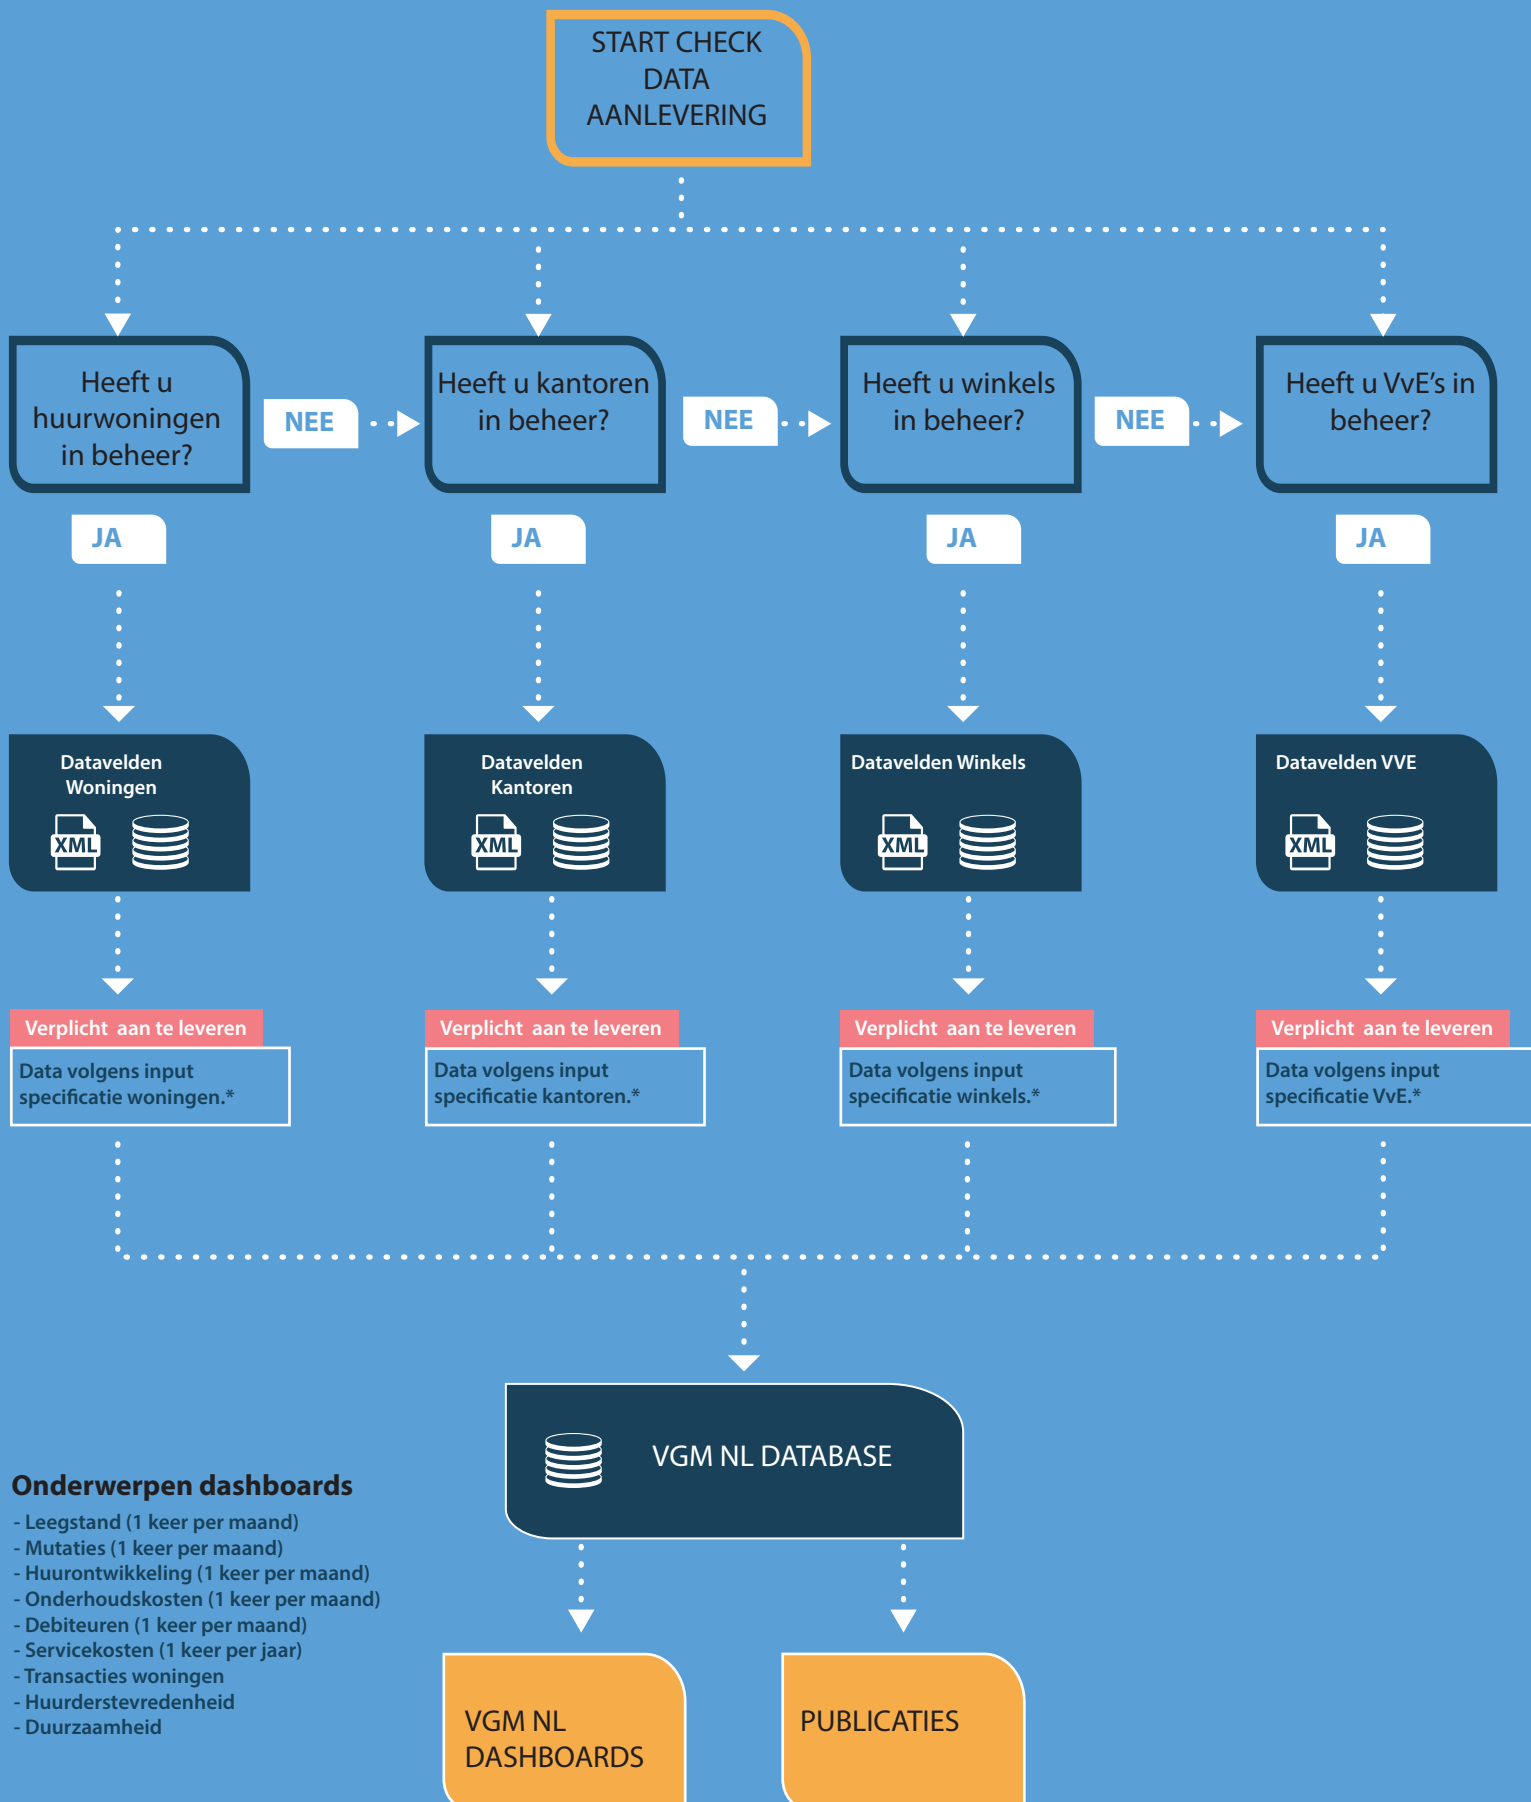 START CHECK
DATA
AANLEVERING
Heeft u
huurwoningen
in beheer?
NEE
Heeft u kantoren
in beheer?
NEE
Heeft u winkels
in beheer?
NEE
Heeft u VvE's in
beheer?
JA
JA
JA
JA
Datavelden
Woningen
XML
Datavelden
Kantoren
XML
Datavelden Winkels
XML
Datavelden VVE
XML
Verplicht aan te leveren
Data volgens input
specificatie woningen.*
Verplicht aan te leveren
Data volgens input
specificatie kantoren.*
Verplicht aan te leveren
Data volgens input
specificatie winkels.*
Verplicht aan te leveren
Data volgens input
specificatie VvE.*
VGM NL DATABASE
Onderwerpen dashboards
- Leegstand (1 keer per maand)
- Mutaties (1 keer per maand)
- Huurontwikkeling (1 keer per maand)
- Onderhoudskosten (1 keer per maand)
- Debiteuren (1 keer per maand)
- Servicekosten (1 keer per jaar)
- Transacties woningen
- Huurderstevredenheid
- Duurzaamheid
VGM NL
DASHBOARDS
PUBLICATIES